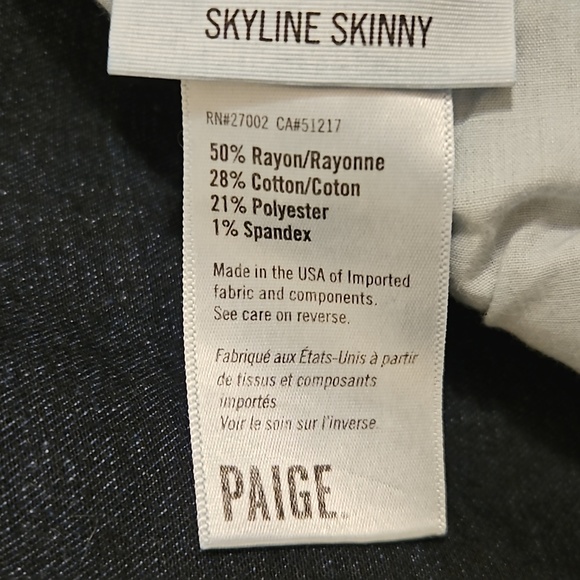 SKYLINE SKINNY
RN#27002 CA#51217
50% Rayon/Rayonne
28% Cotton/Coton
21% Polyester
1% Spandex
Made in the USA of Imported
fabric and components.
See care on reverse.
Fabriqué aux États-Unis à partir
de tissus et composants
importés
Voir le soin sur l'inverse.
PAIGE